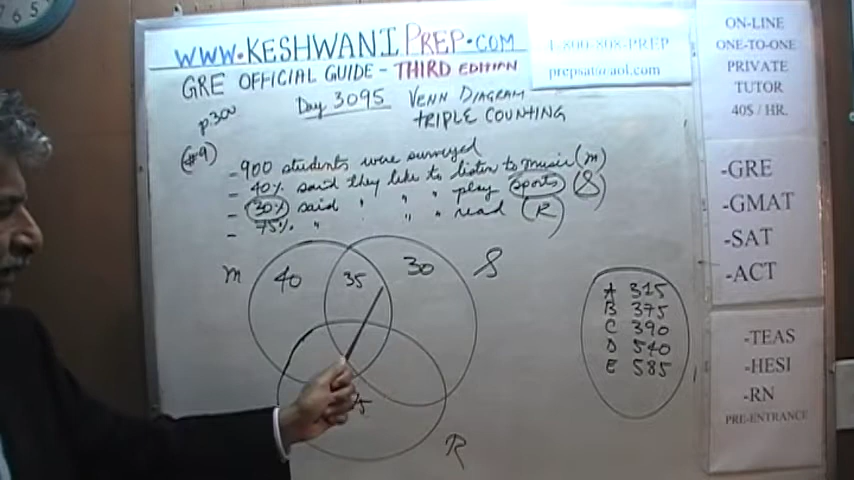 765
WWW.KESHWANIPREP.COM
1-800-808-PREP
prepsat@aol.com
GRE OFFICIAL GUIDE - THIRD EDITION
p300
Day 3095 VENN DIAGRAM
TRIPLE COUNTING
(#9)
- 900 students were surveyed
- 40% said they like to listen to music (m)
- 30% said " " " play sports (S)
- 75% " " " read (R)
m 40 35 30 S
R
A 315
B 375
C 390
D 540
E 585
ON-LINE
ONE-TO-ONE
PRIVATE
TUTOR
40$ / HR.
-GRE
-GMAT
-SAT
-ACT
-TEAS
-HESI
-RN
PRE-ENTRANCE